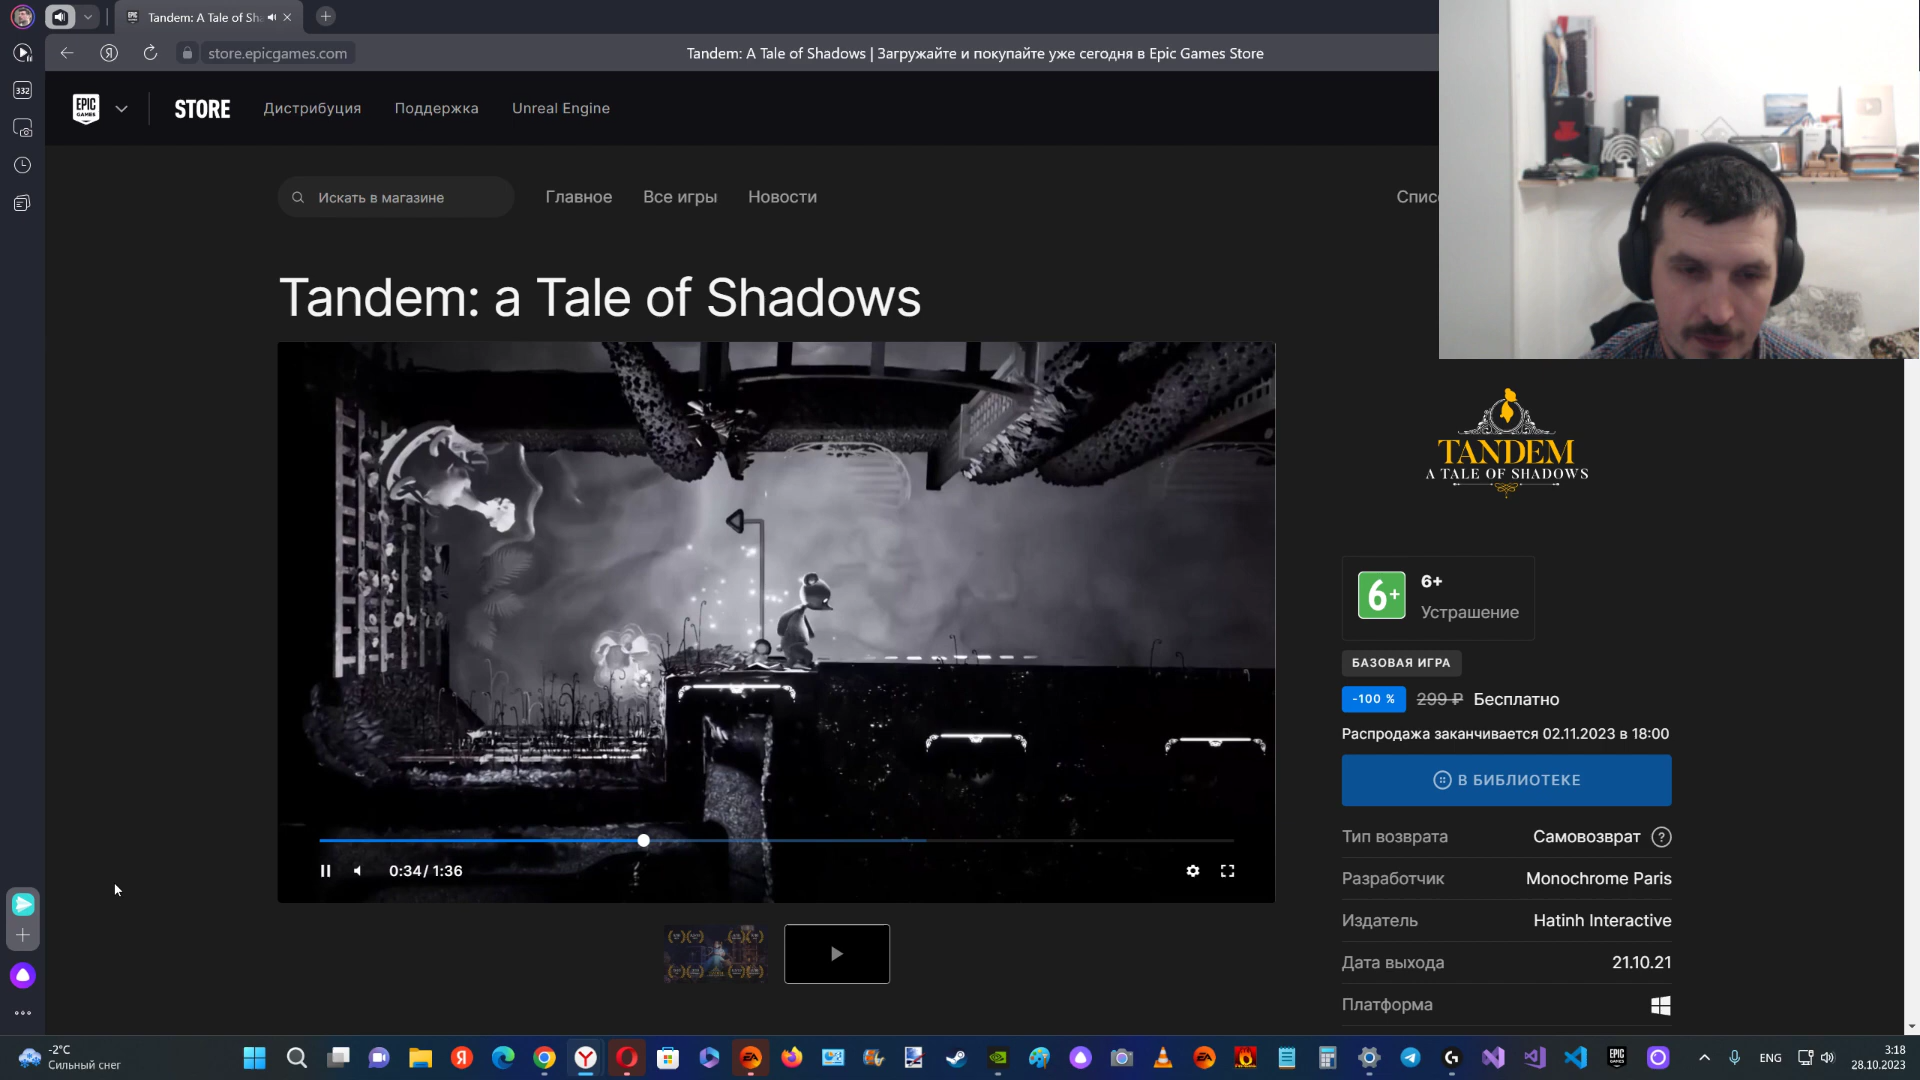 Tandem: A Tale of Sha
332
Я
store.epicgames.com
Tandem: A Tale of Shadows | Загружайте и покупайте уже сегодня в Epic Games Store
EPIC GAMES
STORE
Дистрибуция
Поддержка
Unreal Engine
Искать в магазине
Главное
Все игры
Новости
Спис
Tandem: a Tale of Shadows
TANDEM
A TALE OF SHADOWS
6+
6+
Устрашение
БАЗОВАЯ ИГРА
-100 %
299 ₽
Бесплатно
Распродажа заканчивается 02.11.2023 в 18:00
В БИБЛИОТЕКЕ
0:34 / 1:36
Тип возврата
Самовозврат ?
Разработчик
Monochrome Paris
Издатель
Hatinh Interactive
Дата выхода
21.10.21
Платформа
-2°C
Сильный снег
ENG
3:18
28.10.2023